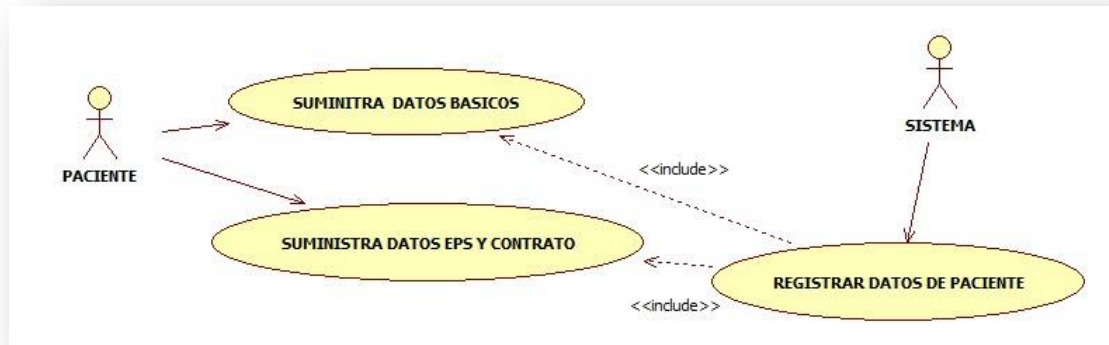 SUMINITRA DATOS BASICOS
SISTEMA
PACIENTE
<<include>>
SUMINISTRA DATOS EPS Y CONTRATO
REGISTRAR DATOS DE PACIENTE
<<include>>